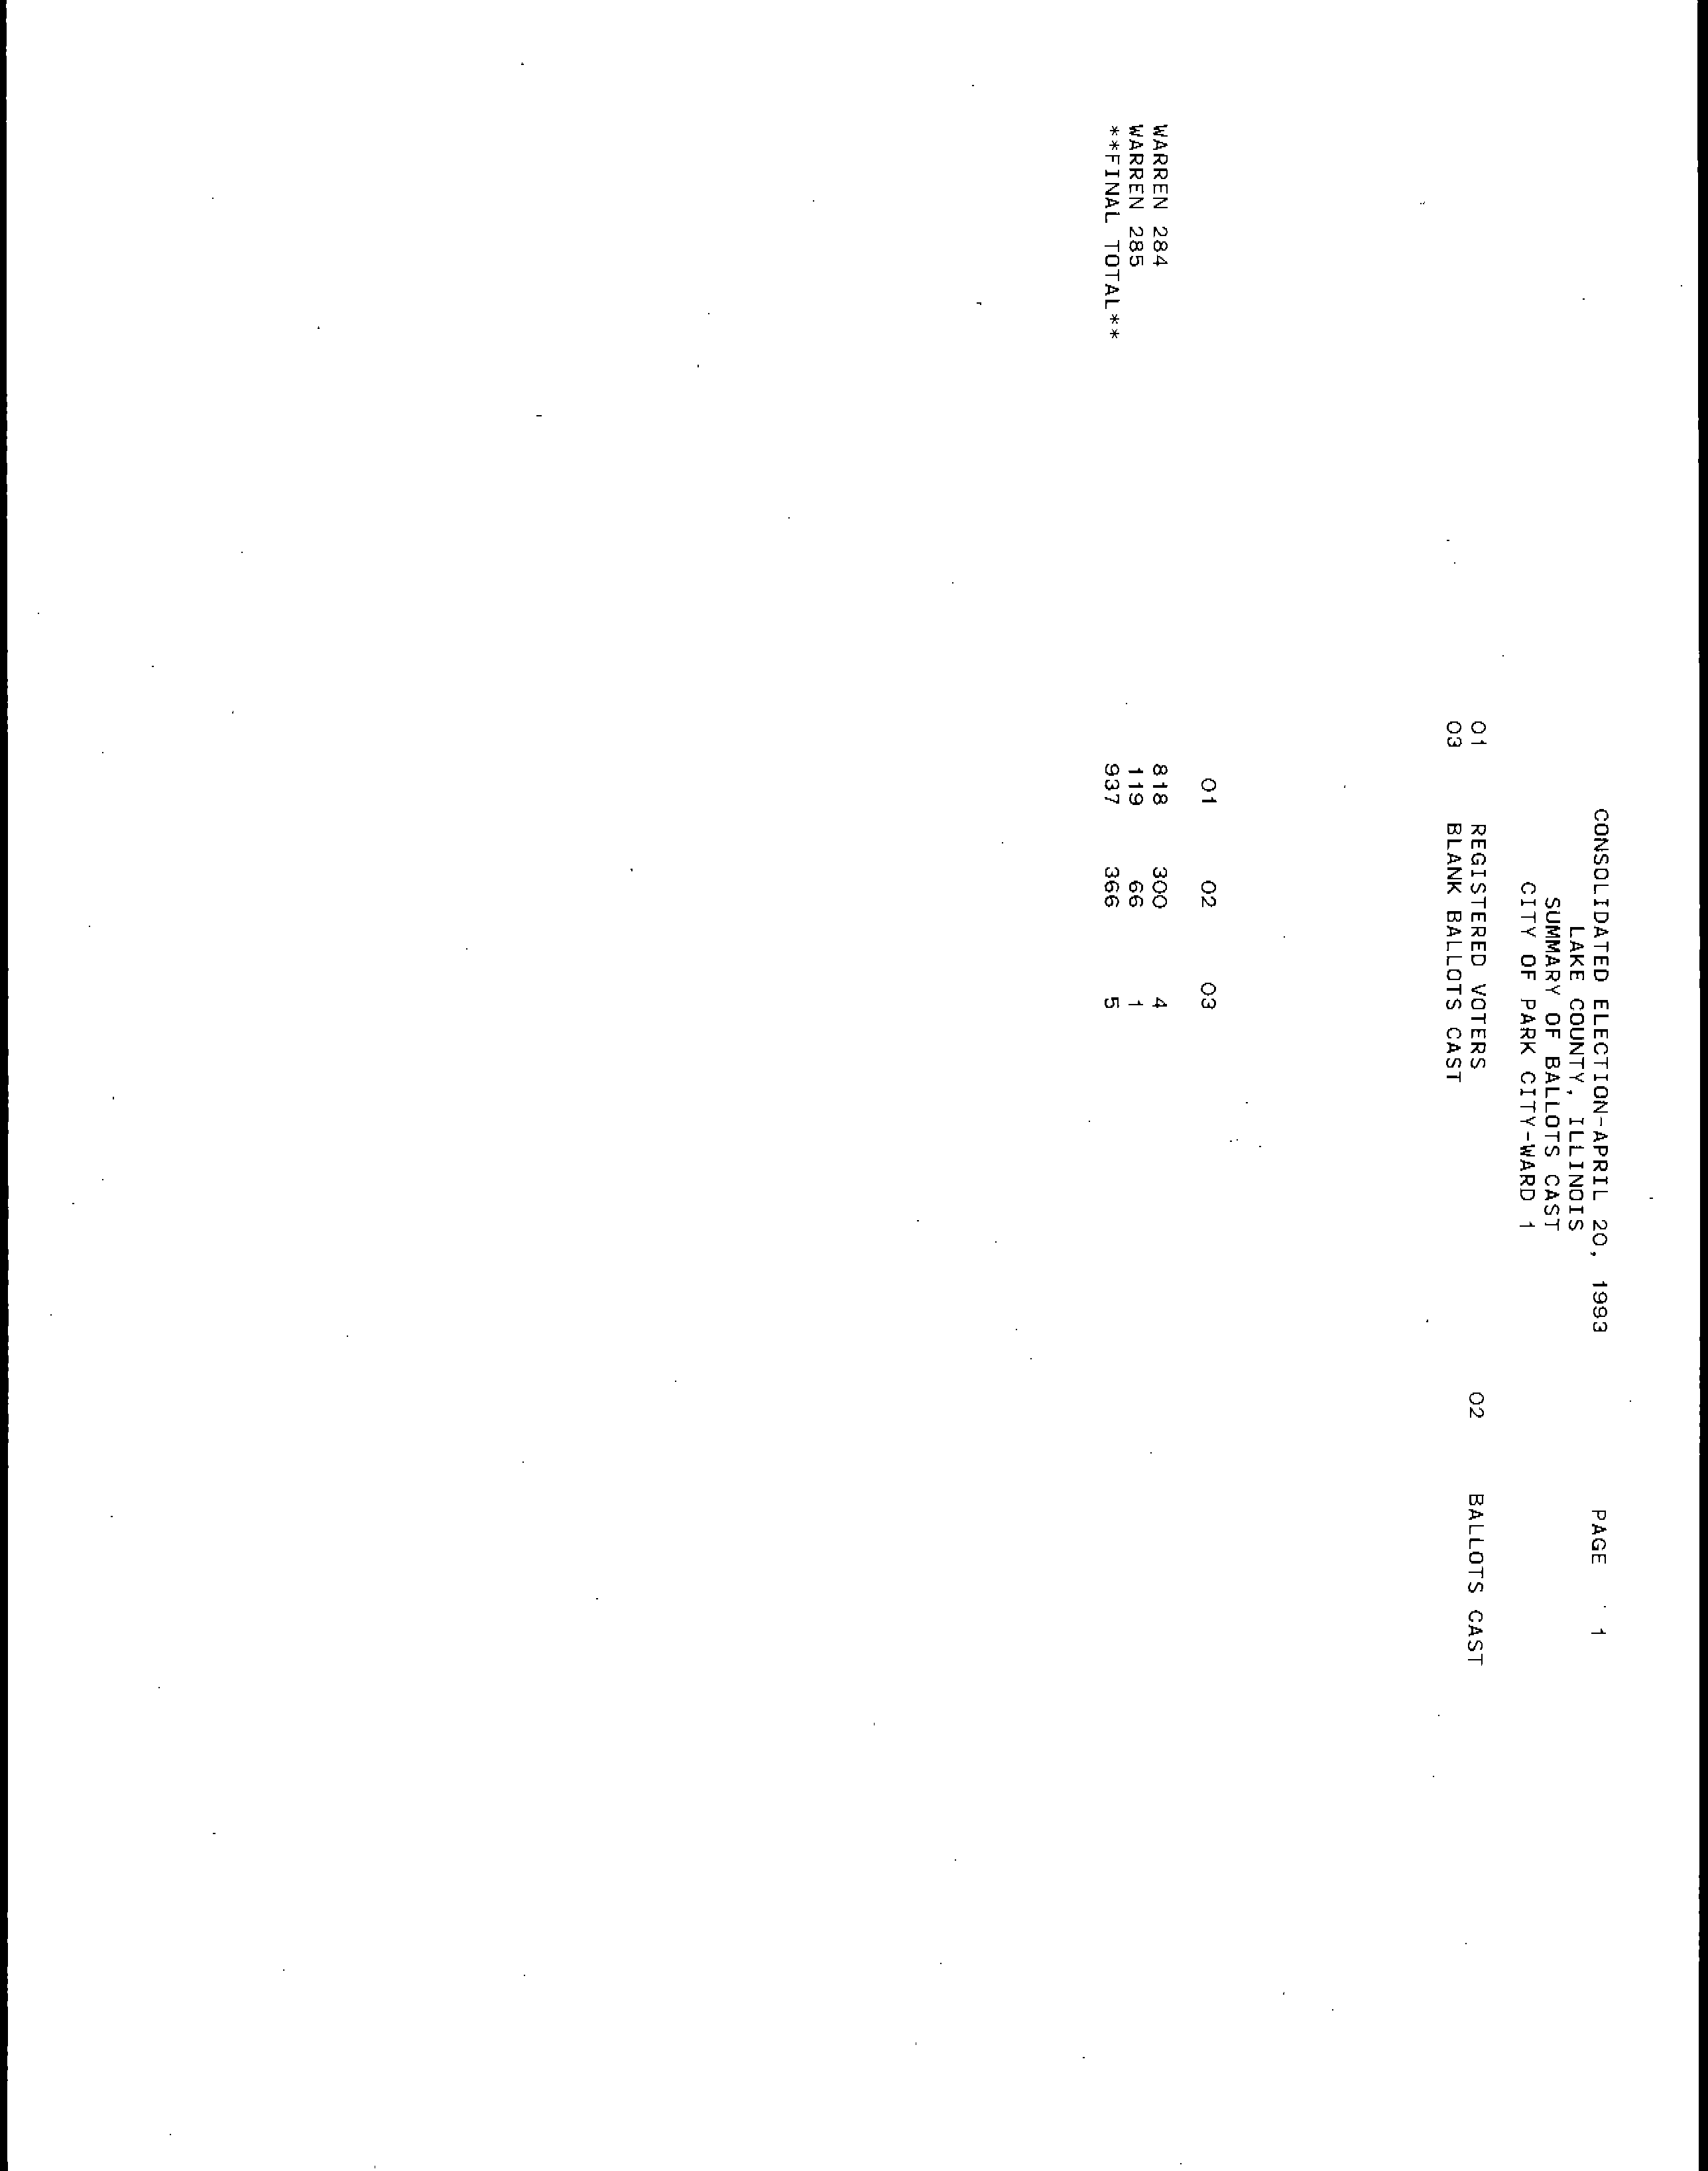 CONSOLIDATED ELECTION-APRIL 20, 1993 PAGE 1
LAKE COUNTY, ILLINOIS
SUMMARY OF BALLOTS CAST
CITY OF PARK CITY-WARD 1
01 REGISTERED VOTERS 02 BALLOTS CAST
03 BLANK BALLOTS CAST
01 02 03
WARREN 284 818 300 4
WARREN 285 119 66 1
**FINAL TOTAL** 937 366 5